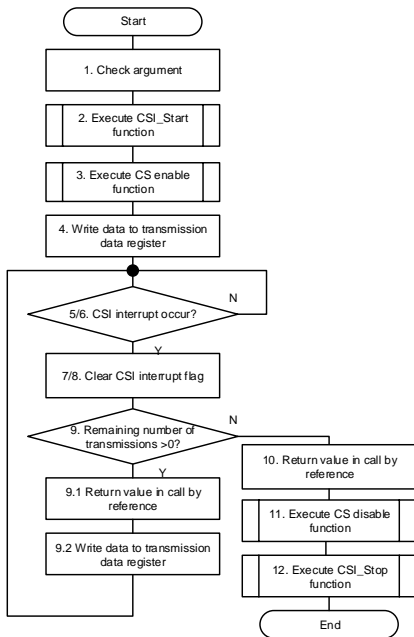 Start
1. Check argument
2. Execute CSI_Start
function
3. Execute CS enable
function
4. Write data to transmission
data register
N
5/6. CSI interrupt occur?
Y
7/8. Clear CSI interrupt flag
N
9. Remaining number of
transmissions >0?
Y
9.1 Return value in call by
reference
9.2 Write data to transmission
data register
10. Return value in call by
reference
11. Execute CS disable
function
12. Execute CSI_Stop
function
End